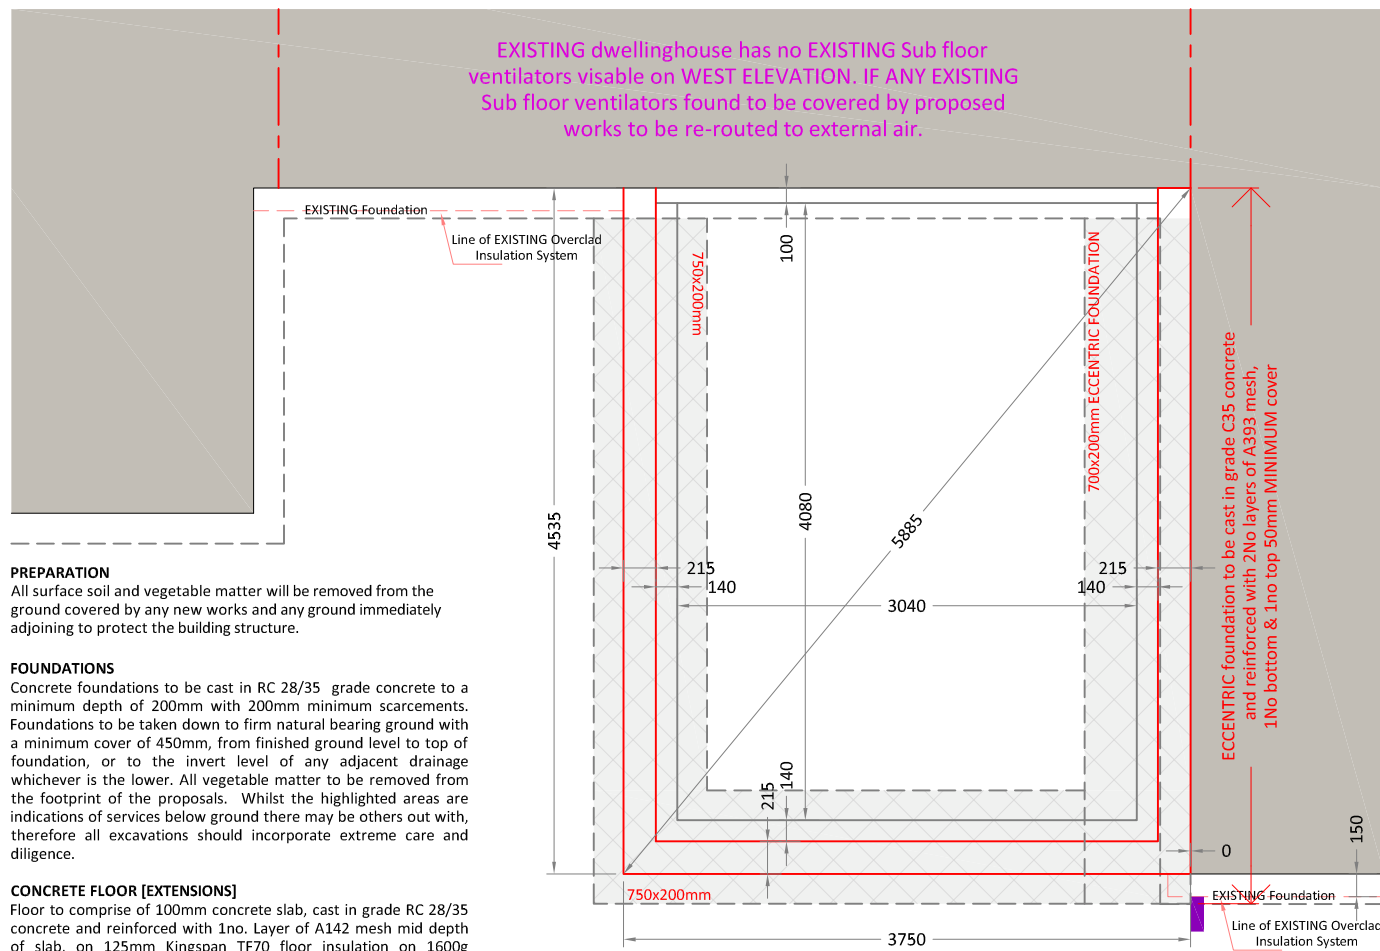 EXISTING dwellinghouse has no EXISTING Sub floor
ventilators visable on WEST ELEVATION. IF ANY EXISTING
Sub floor ventilators found to be covered by proposed
works to be re-routed to external air.
EXISTING Foundation
Line of EXISTING Overclad
Insulation System
100
750x200mm
700x200mm ECCENTRIC FOUNDATION
ECCENTRIC foundation to be cast in grade C35 concrete
and reinforced with 2No layers of A393 mesh,
1No bottom & 1no top 50mm MINIMUM cover
4535
4080
5885
215
140
215
140
3040
215
140
0
150
750x200mm
3750
EXISTING Foundation
Line of EXISTING Overclad
Insulation System
PREPARATION
All surface soil and vegetable matter will be removed from the
ground covered by any new works and any ground immediately
adjoining to protect the building structure.
FOUNDATIONS
Concrete foundations to be cast in RC 28/35 grade concrete to a
minimum depth of 200mm with 200mm minimum scarcements.
Foundations to be taken down to firm natural bearing ground with
a minimum cover of 450mm, from finished ground level to top of
foundation, or to the invert level of any adjacent drainage
whichever is the lower. All vegetable matter to be removed from
the footprint of the proposals. Whilst the highlighted areas are
indications of services below ground there may be others out with,
therefore all excavations should incorporate extreme care and
diligence.
CONCRETE FLOOR [EXTENSIONS]
Floor to comprise of 100mm concrete slab, cast in grade RC 28/35
concrete and reinforced with 1no. Layer of A142 mesh mid depth
of slab, on 125mm Kingspan TF70 floor insulation on 1600g